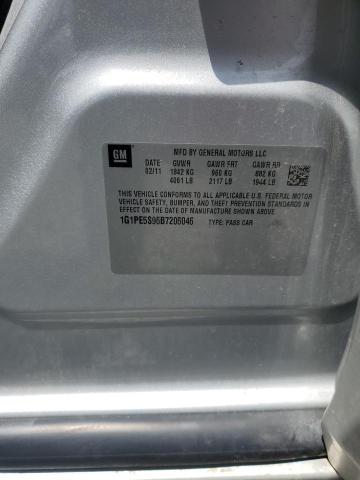 GM
MFD BY GENERAL MOTORS LLC
DATE GVWR GAWR FRT GAWR RR
02/11 1842 KG 960 KG 882 KG
4061 LB 2117 LB 1944 LB
THIS VEHICLE CONFORMS TO ALL APPLICABLE U.S. FEDERAL MOTOR
VEHICLE SAFETY, BUMPER, AND THEFT PREVENTION STANDARDS IN
EFFECT ON THE DATE OF MANUFACTURE SHOWN ABOVE.
1G1PE5S96B7206046 TYPE: PASS CAR